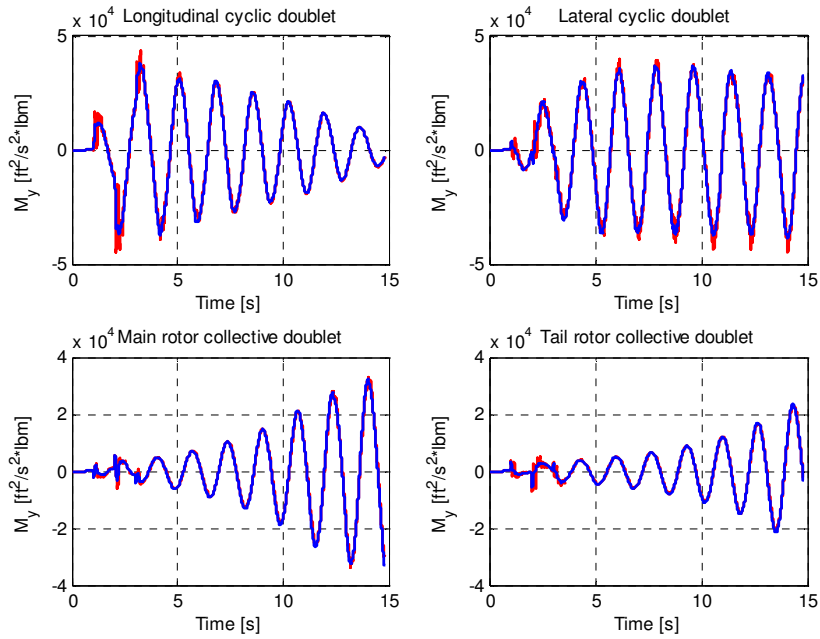 Longitudinal cyclic doublet
x 10^4
5
0
-5
M_y [ft^2/s^2*lbm]
0 5 10 15
Time [s]
Lateral cyclic doublet
x 10^4
5
0
-5
M_y [ft^2/s^2*lbm]
0 5 10 15
Time [s]
Main rotor collective doublet
x 10^4
4
2
0
-2
-4
M_y [ft^2/s^2*lbm]
0 5 10 15
Time [s]
Tail rotor collective doublet
x 10^4
4
2
0
-2
-4
M_y [ft^2/s^2*lbm]
0 5 10 15
Time [s]